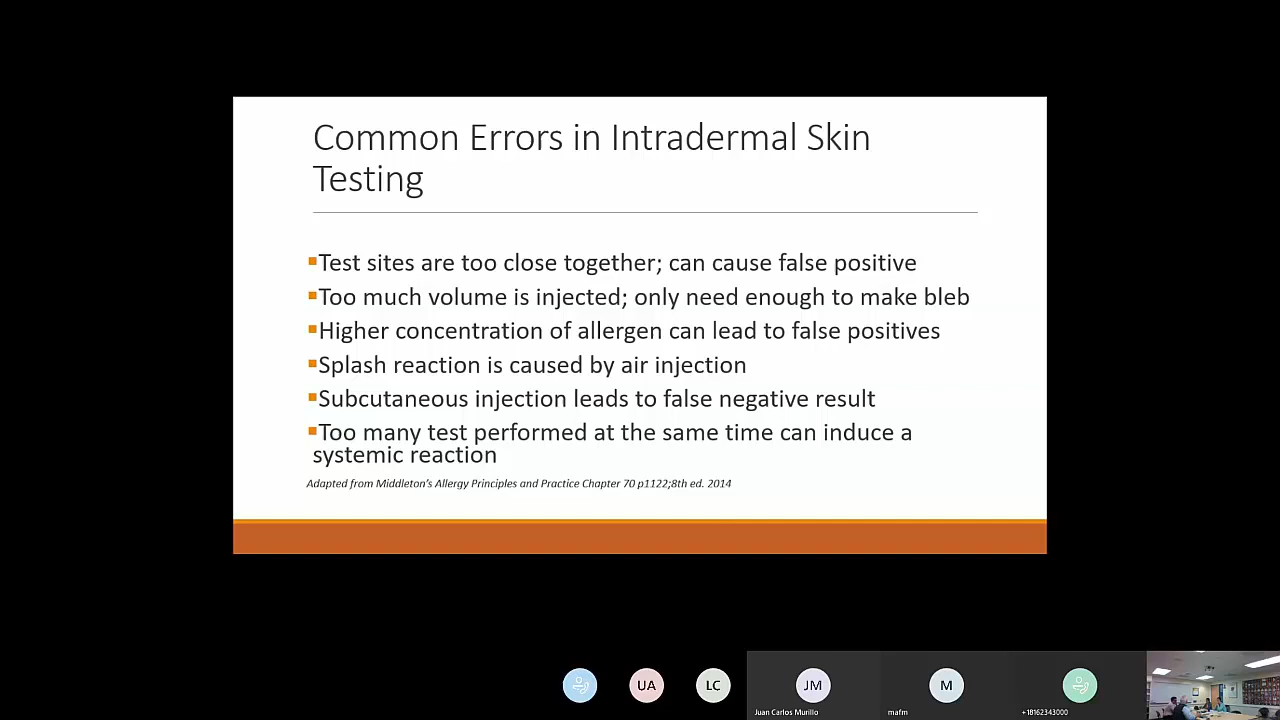 Common Errors in Intradermal Skin
Testing
Test sites are too close together; can cause false positive
Too much volume is injected; only need enough to make bleb
Higher concentration of allergen can lead to false positives
Splash reaction is caused by air injection
Subcutaneous injection leads to false negative result
Too many test performed at the same time can induce a
systemic reaction
Adapted from Middleton's Allergy Principles and Practice Chapter 70 p1122;8th ed. 2014
UA
LC
JM
M
Juan Carlos Murillo
mafm
+18162343000